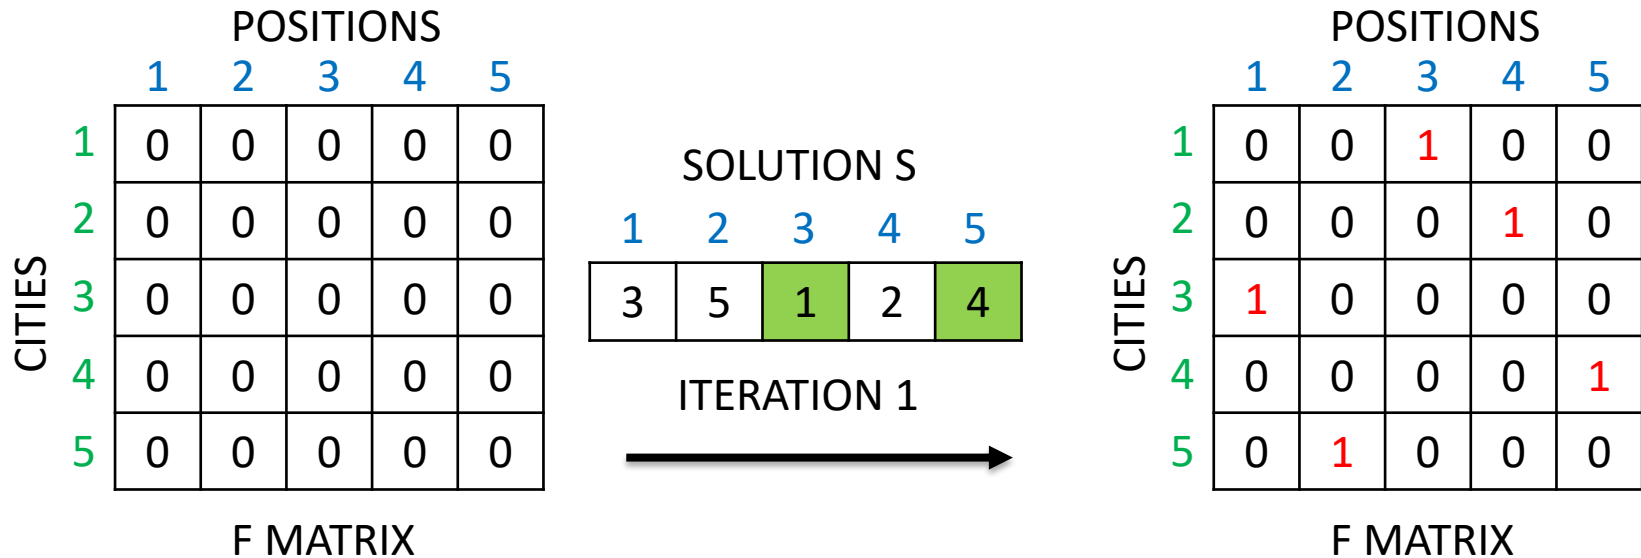 POSITIONS
1 2 3 4 5
CITIES
1 0 0 0 0 0
2 0 0 0 0 0
3 0 0 0 0 0
4 0 0 0 0 0
5 0 0 0 0 0
F MATRIX
SOLUTION S
1 2 3 4 5
3 5 1 2 4
ITERATION 1
POSITIONS
1 2 3 4 5
CITIES
1 0 0 1 0 0
2 0 0 0 1 0
3 1 0 0 0 0
4 0 0 0 0 1
5 0 1 0 0 0
F MATRIX